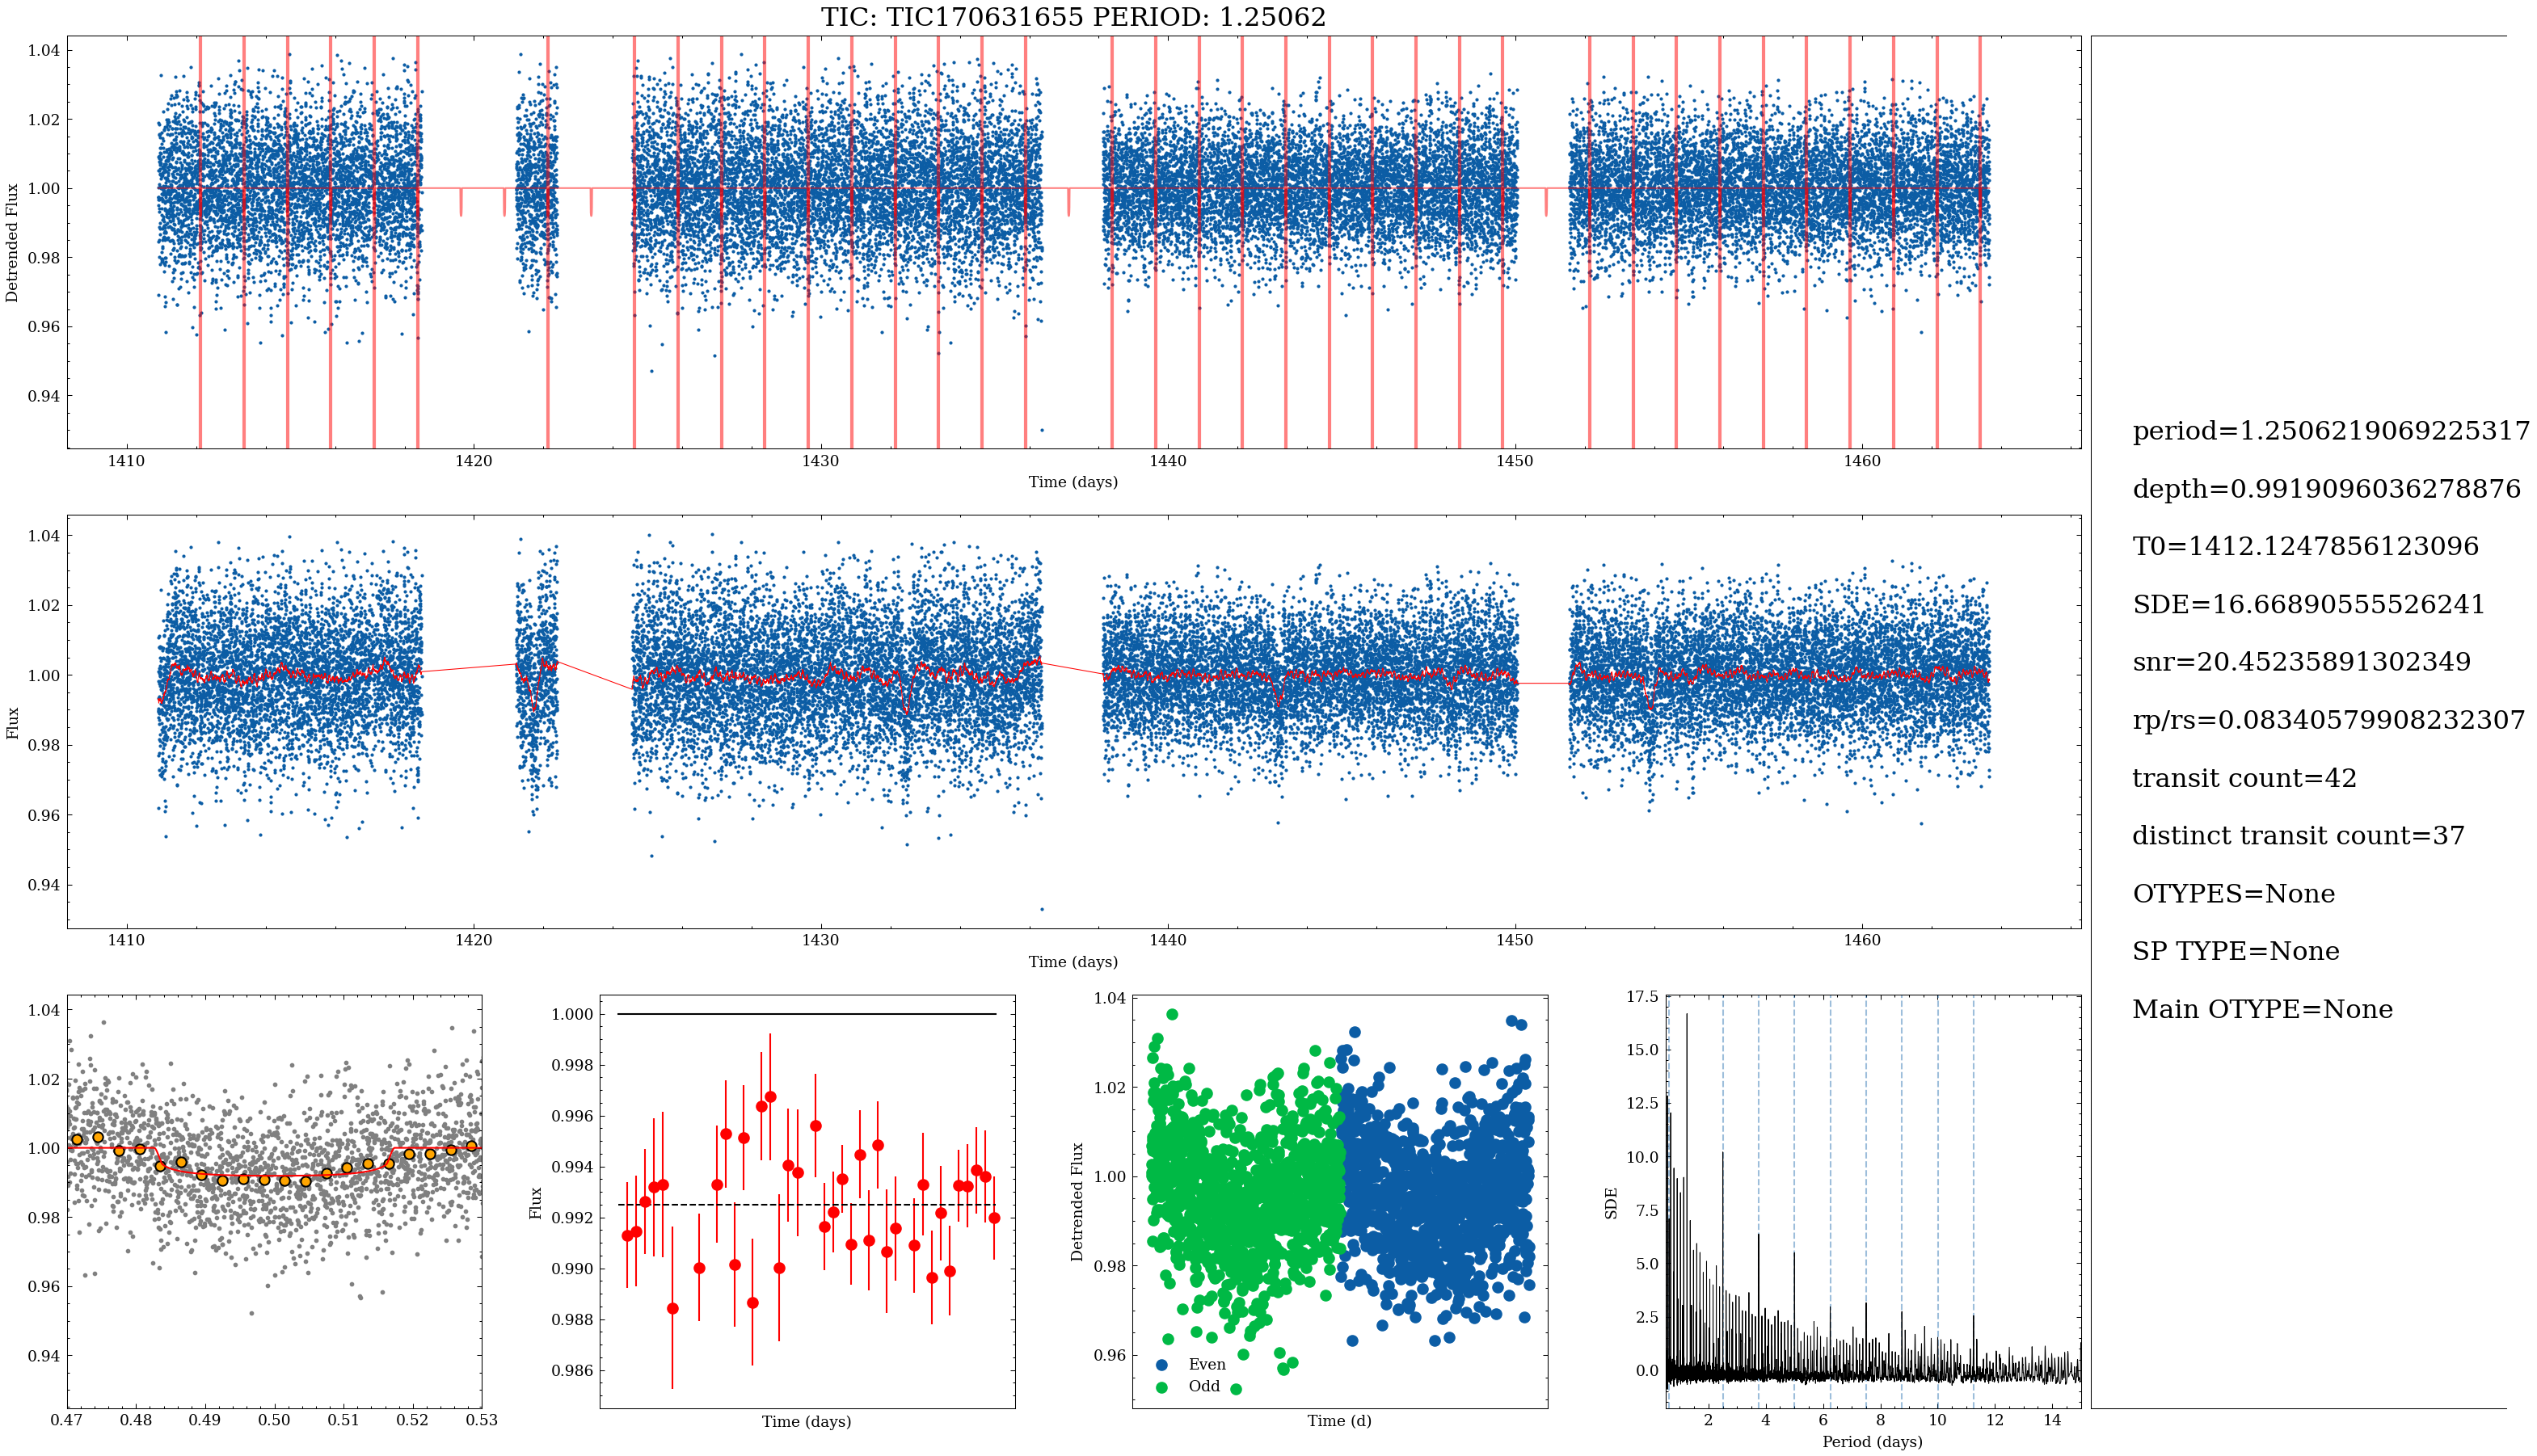 TIC: TIC170631655 PERIOD: 1.25062
1.04
1.02
1.00
0.98
0.96
0.94
Detrended Flux
1410
1420
1430
1440
1450
1460
Time (days)
1.04
1.02
1.00
0.98
0.96
0.94
Flux
1410
1420
1430
1440
1450
1460
Time (days)
period=1.2506219069225317
depth=0.9919096036278876
T0=1412.1247856123096
SDE=16.66890555526241
snr=20.45235891302349
rp/rs=0.08340579908232307
transit count=42
distinct transit count=37
OTYPES=None
SP TYPE=None
Main OTYPE=None
1.04
1.02
1.00
0.98
0.96
0.94
0.47
0.48
0.49
0.50
0.51
0.52
0.53
1.000
0.998
0.996
0.994
0.992
0.990
0.988
0.986
Flux
Time (days)
1.04
1.02
1.00
0.98
0.96
Detrended Flux
Even
Odd
Time (d)
17.5
15.0
12.5
10.0
7.5
5.0
2.5
0.0
SDE
2
4
6
8
10
12
14
Period (days)